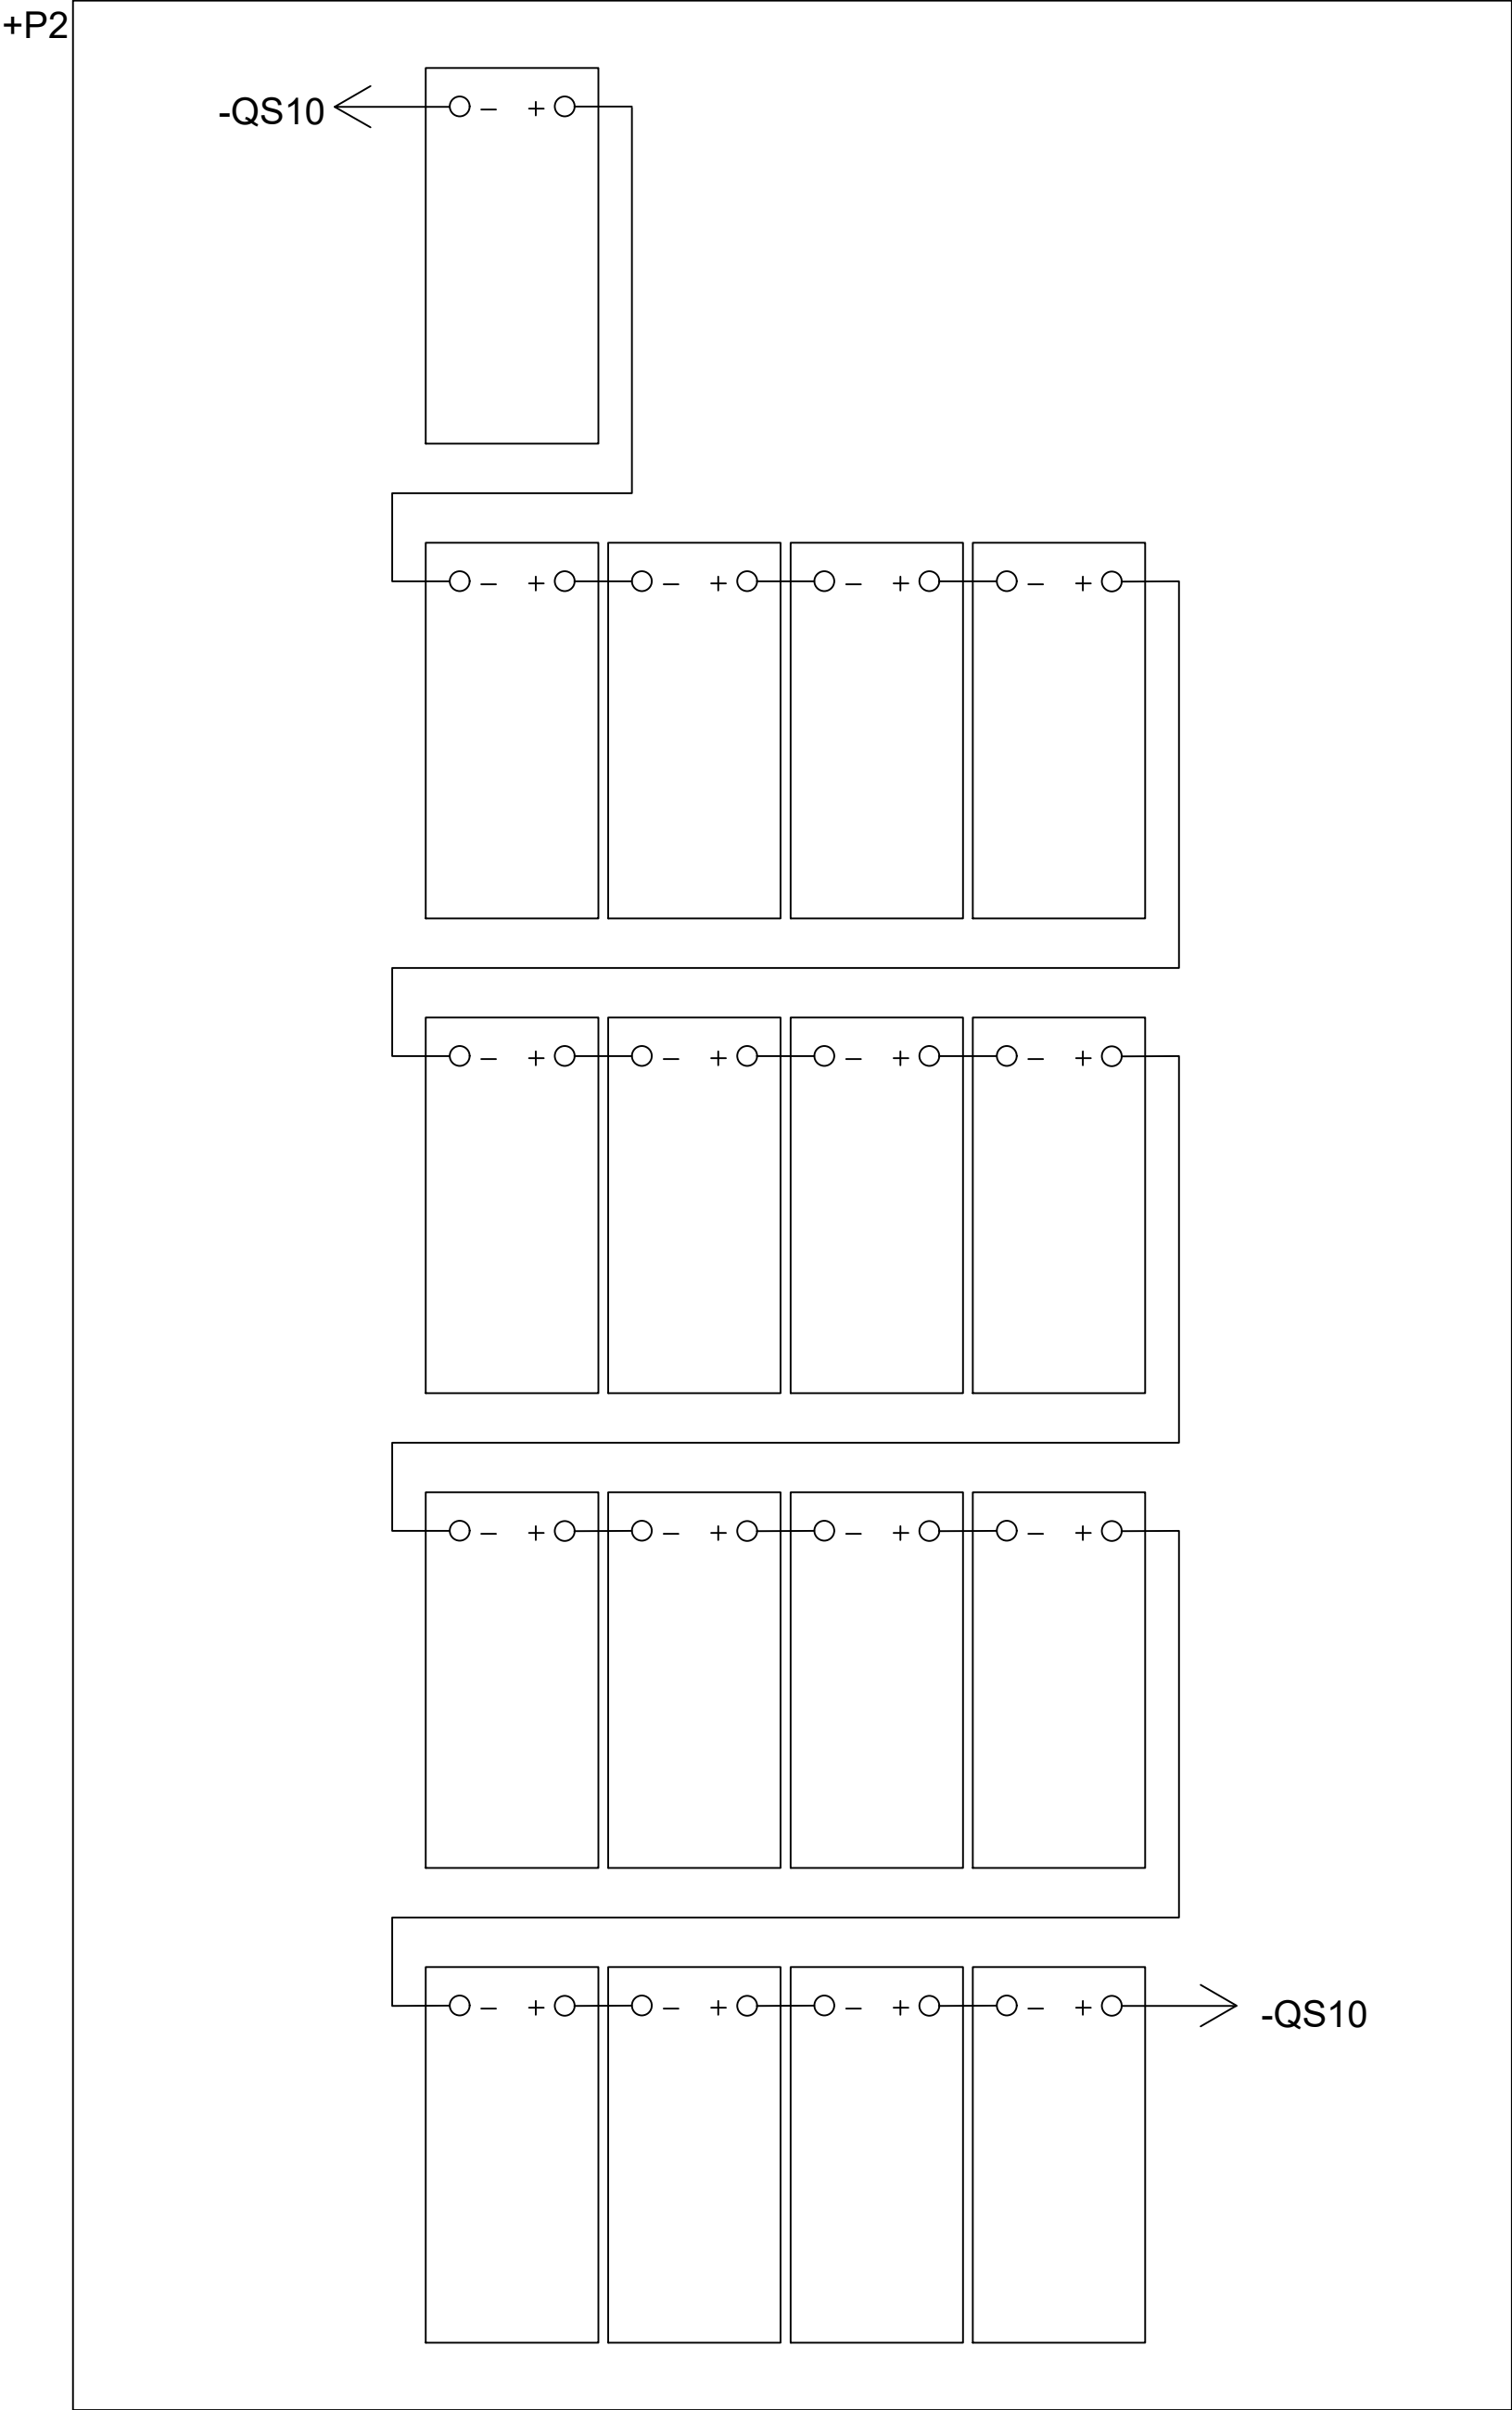 +P2
-QS10
– +
– + – + – + – +
– + – + – + – +
– + – + – + – +
– + – + – + – +
-QS10